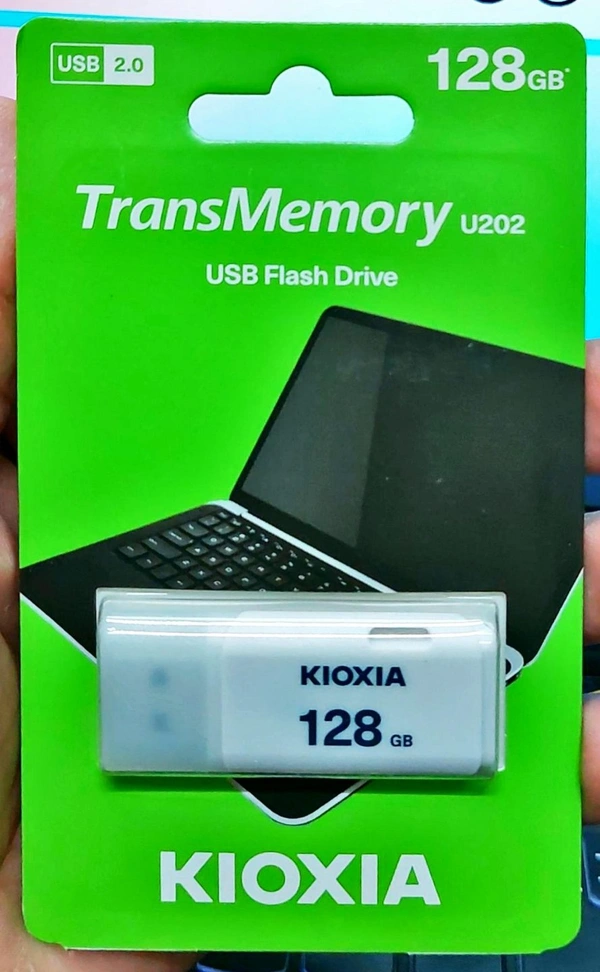 USB 2.0
128GB*
TransMemory U202
USB Flash Drive
KIOXIA
128 GB
KIOXIA